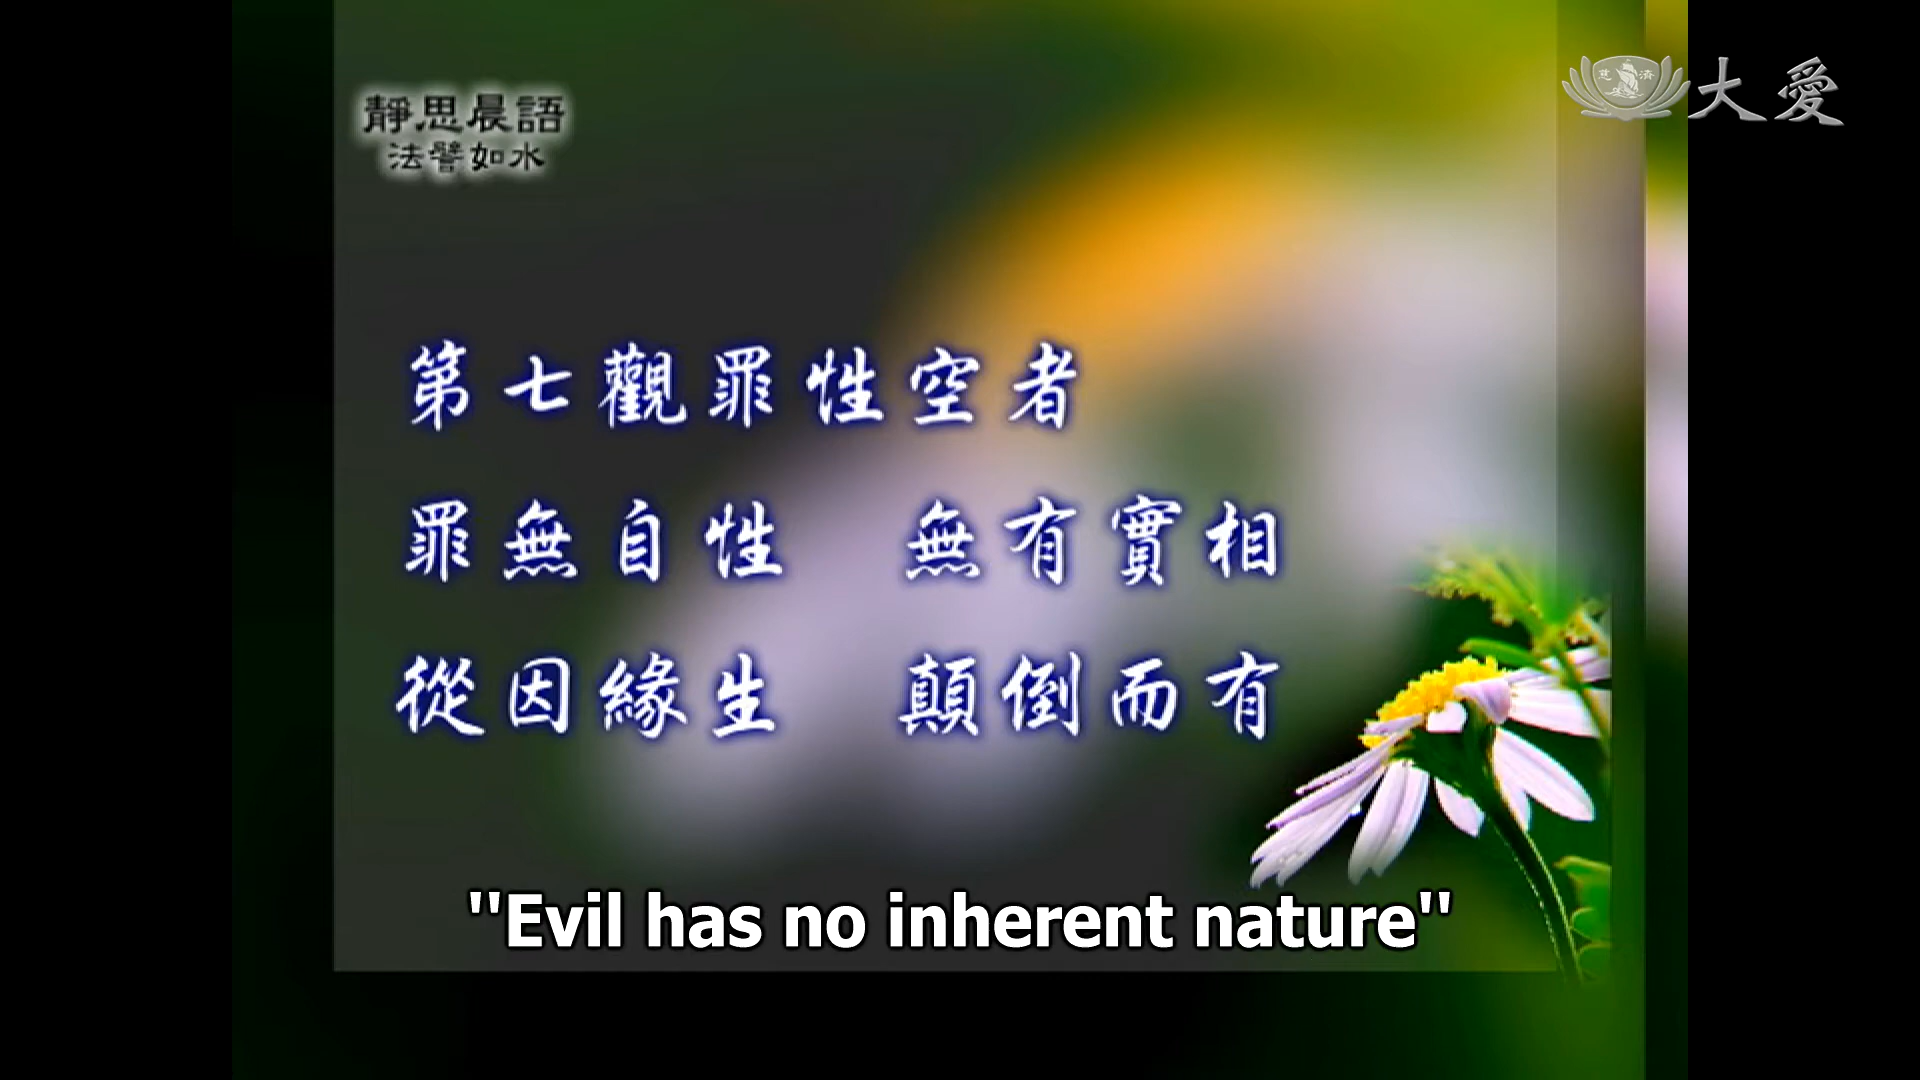 靜思晨語
法譬如水
慈濟
大愛
第七觀罪性空者
罪無自性 無有實相
從因緣生 顛倒而有
"Evil has no inherent nature"